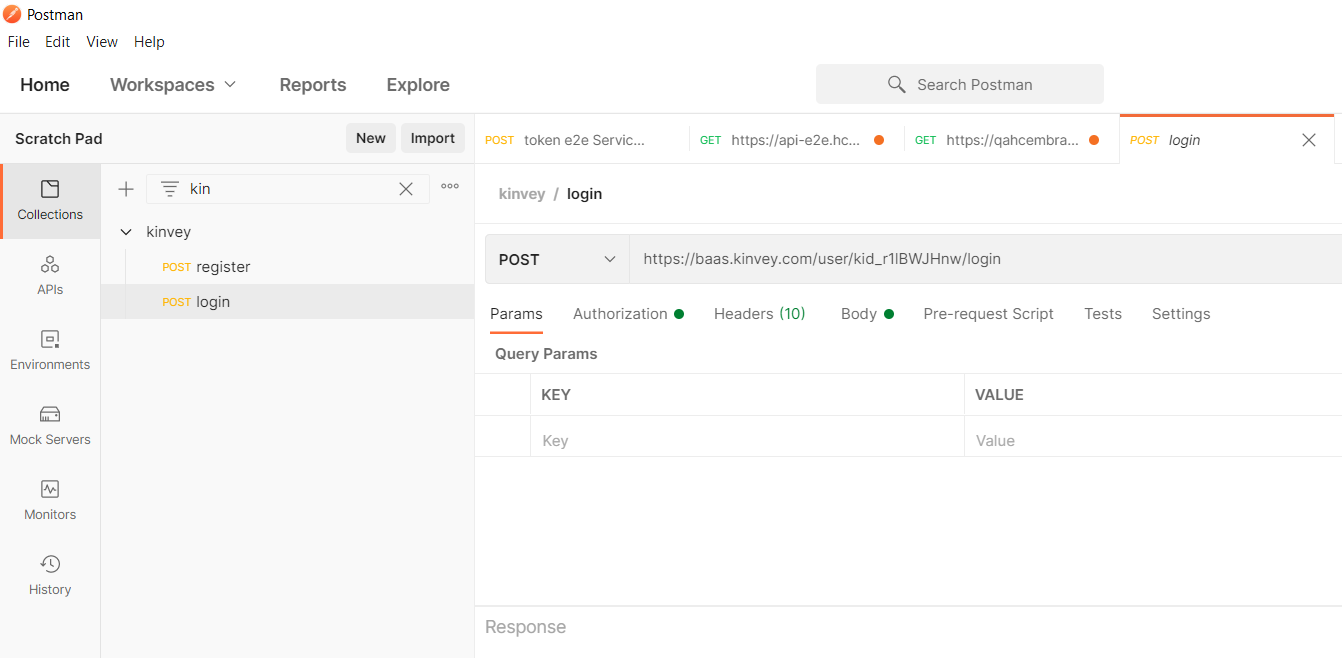 Postman
File Edit View Help
Home Workspaces Reports Explore Search Postman
Scratch Pad New Import
POST token e2e Servic... GET https://api-e2e.hc... GET https://qahcembra... POST login
Collections
kin
kinvey
POST register
POST login
APIs
Environments
Mock Servers
Monitors
History
kinvey / login
POST https://baas.kinvey.com/user/kid_r1lBWJHnw/login
Params Authorization Headers (10) Body Pre-request Script Tests Settings
Query Params
KEY VALUE
Key Value
Response